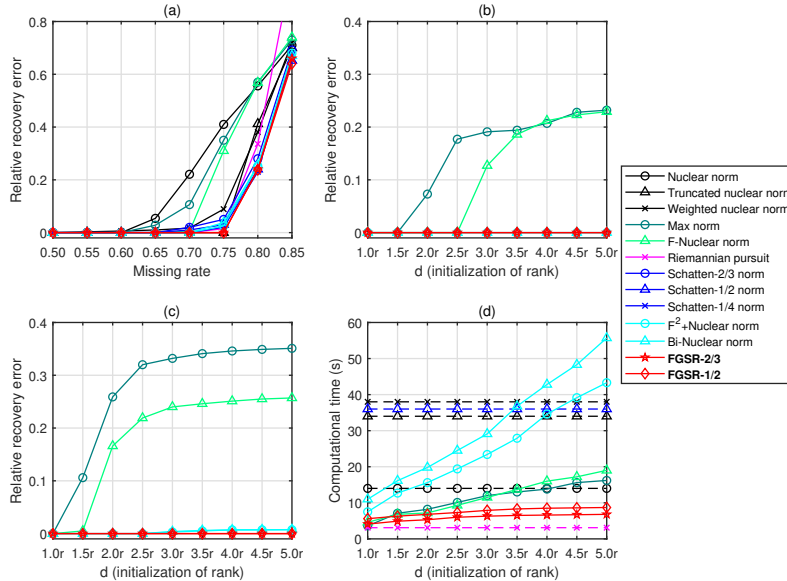 (a)
Relative recovery error
0.8
0.6
0.4
0.2
0
0.50 0.55 0.60 0.65 0.70 0.75 0.80 0.85
Missing rate
(b)
Relative recovery error
0.4
0.3
0.2
0.1
0
1.0r 1.5r 2.0r 2.5r 3.0r 3.5r 4.0r 4.5r 5.0r
d (initialization of rank)
Nuclear norm
Truncated nuclear norm
Weighted nuclear norm
Max norm
F-Nuclear norm
Riemannian pursuit
Schatten-2/3 norm
Schatten-1/2 norm
Schatten-1/4 norm
F²+Nuclear norm
Bi-Nuclear norm
FGSR-2/3
FGSR-1/2
(c)
Relative recovery error
0.4
0.3
0.2
0.1
0
1.0r 1.5r 2.0r 2.5r 3.0r 3.5r 4.0r 4.5r 5.0r
d (initialization of rank)
(d)
Computational time (s)
60
50
40
30
20
10
0
1.0r 1.5r 2.0r 2.5r 3.0r 3.5r 4.0r 4.5r 5.0r
d (initialization of rank)